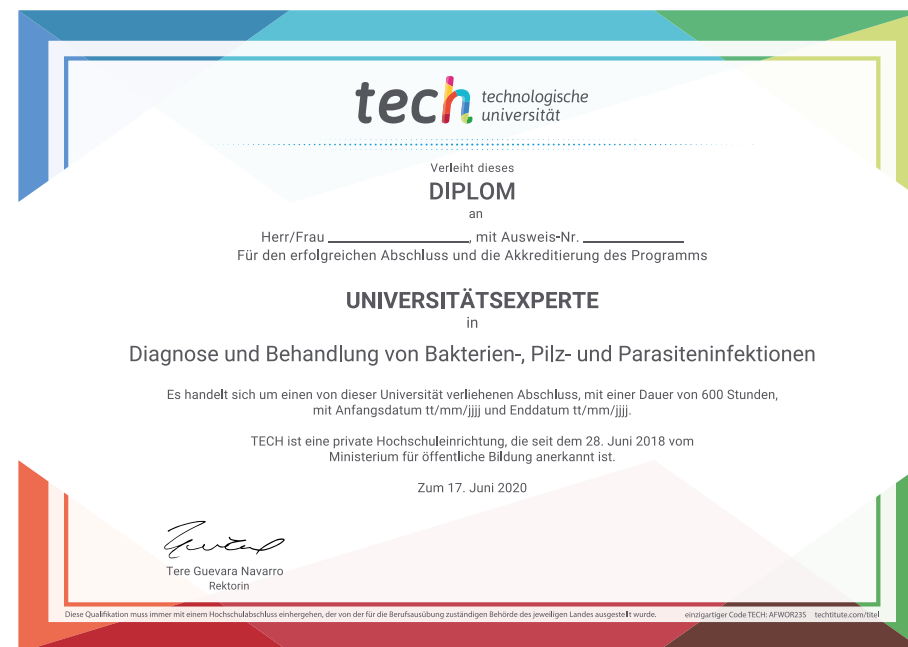 tech technologische
universität
Verleiht dieses
DIPLOM
an
Herr/Frau ____________________, mit Ausweis-Nr. ______________
Für den erfolgreichen Abschluss und die Akkreditierung des Programms
UNIVERSITÄTSEXPERTE
in
Diagnose und Behandlung von Bakterien-, Pilz- und Parasiteninfektionen
Es handelt sich um einen von dieser Universität verliehenen Abschluss, mit einer Dauer von 600 Stunden,
mit Anfangsdatum tt/mm/jjjj und Enddatum tt/mm/jjjj.
TECH ist eine private Hochschuleinrichtung, die seit dem 28. Juni 2018 vom
Ministerium für öffentliche Bildung anerkannt ist.
Zum 17. Juni 2020
Tere Guevara Navarro
Rektorin
Diese Qualifikation muss immer mit einem Hochschulabschluss einhergehen, der von der für die Berufsausübung zuständigen Behörde des jeweiligen Landes ausgestellt wurde. einzigartiger Code TECH: AFWOR23S techtitute.com/titel